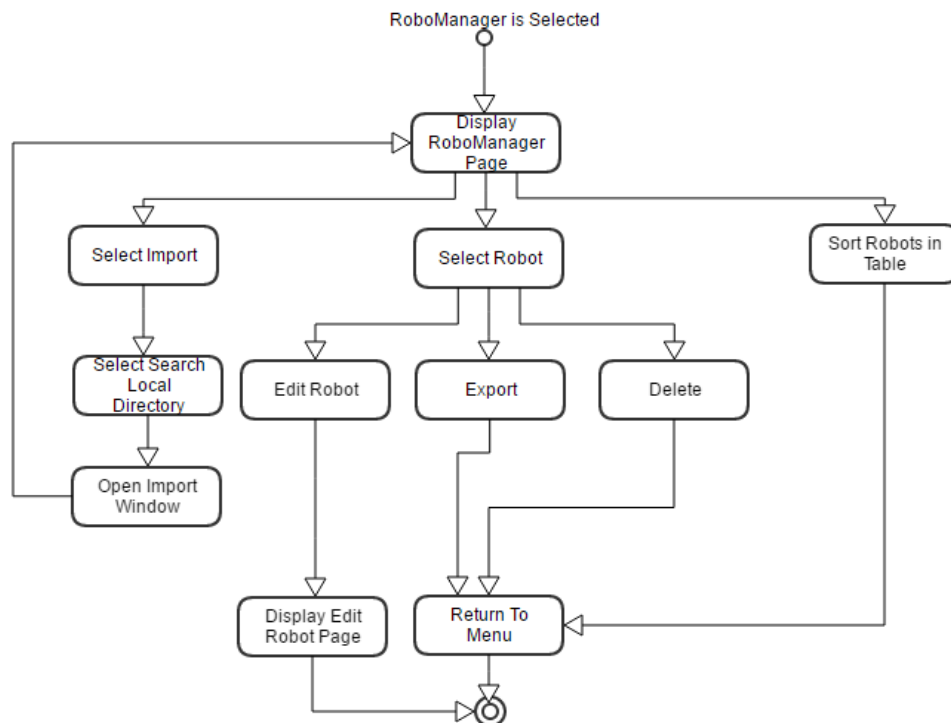 RoboManager is Selected
Display
RoboManager
Page
Select Import
Select Robot
Sort Robots in
Table
Select Search
Local
Directory
Edit Robot
Export
Delete
Open Import
Window
Display Edit
Robot Page
Return To
Menu